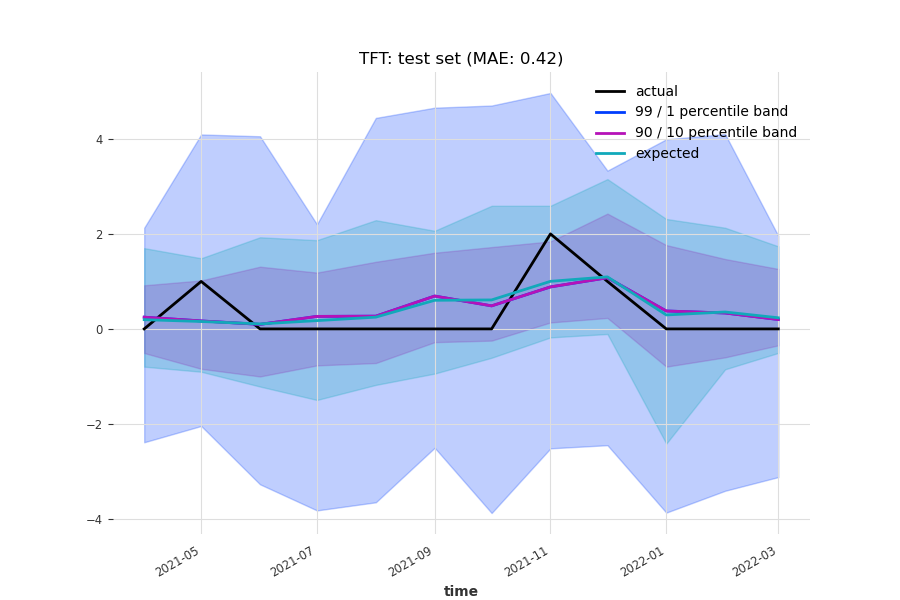 TFT: test set (MAE: 0.42)
actual
99 / 1 percentile band
90 / 10 percentile band
expected
4
2
0
−2
−4
2021-05
2021-07
2021-09
2021-11
2022-01
2022-03
time